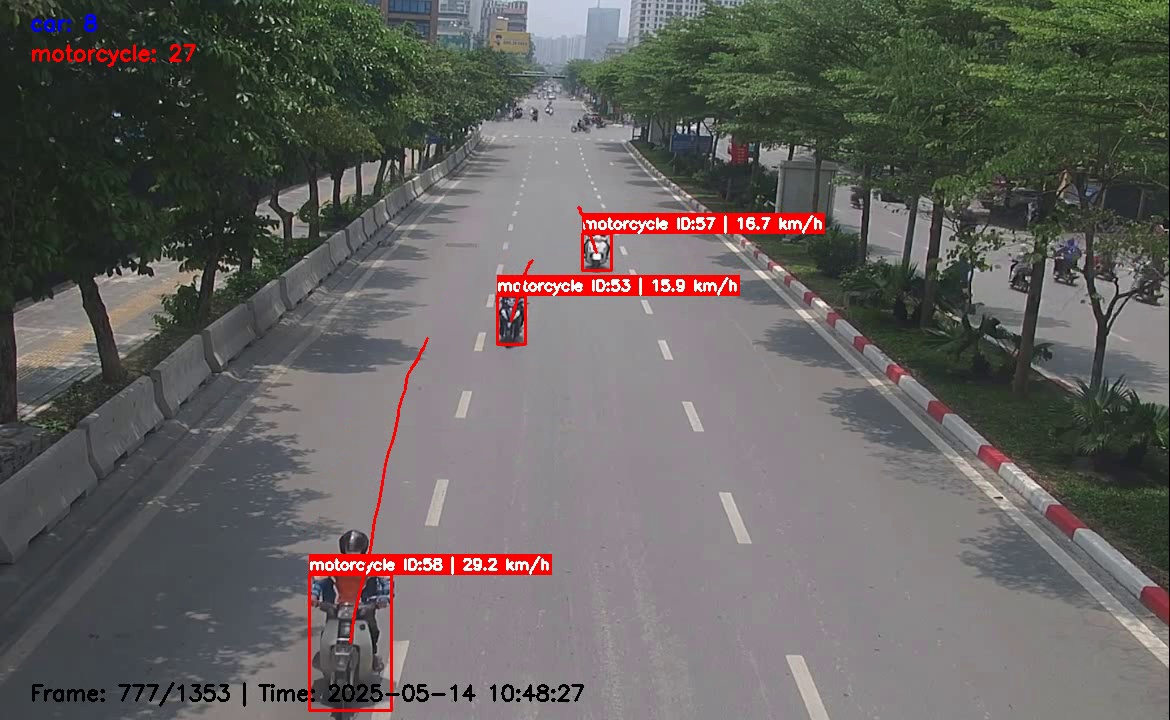 car: 8
motorcycle: 27
motorcycle ID:57 | 16.7 km/h
motorcycle ID:53 | 15.9 km/h
motorcycle ID:58 | 29.2 km/h
Frame: 777/1353 | Time: 2025-05-14 10:48:27